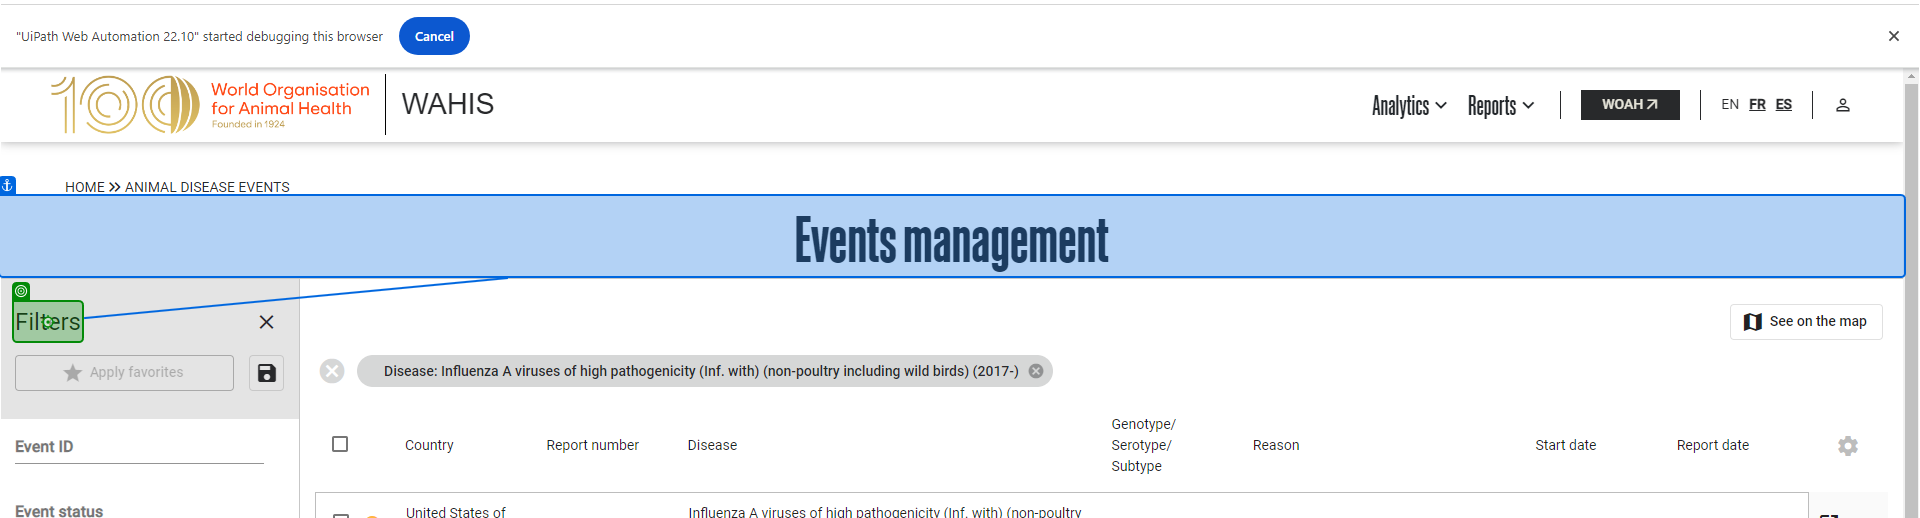 "UiPath Web Automation 22.10" started debugging this browser
Cancel
100
World Organisation
for Animal Health
Founded in 1924
WAHIS
Analytics
Reports
WOAH
EN FR ES
HOME >> ANIMAL DISEASE EVENTS
Events management
Filters
See on the map
Apply favorites
Disease: Influenza A viruses of high pathogenicity (Inf. with) (non-poultry including wild birds) (2017-)
Country Report number Disease Genotype/
Serotype/
Subtype Reason Start date Report date
Event ID
Event status
United States of
Influenza A viruses of high pathogenicity (Inf. with) (non-poultry